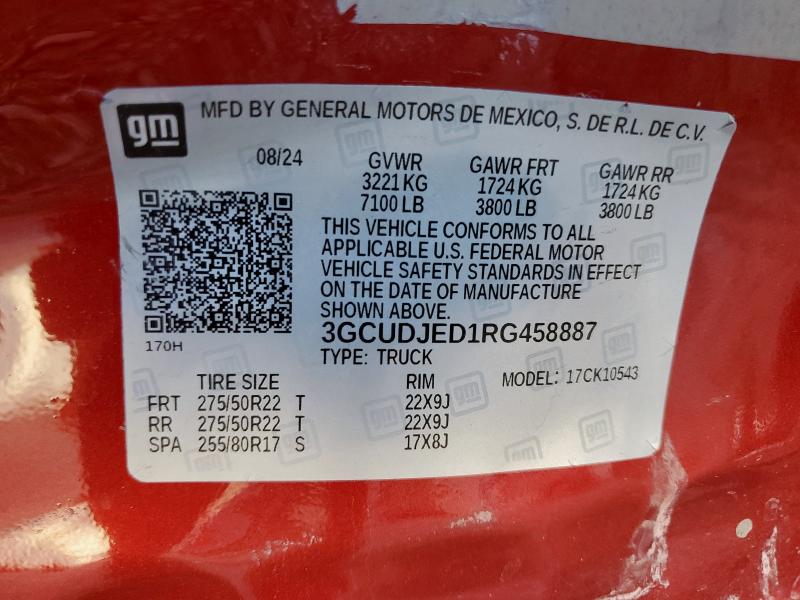 gm MFD BY GENERAL MOTORS DE MEXICO, S. DE R.L. DE C.V.
08/24 GVWR GAWR FRT GAWR RR
3221 KG 1724 KG 1724 KG
7100 LB 3800 LB 3800 LB
THIS VEHICLE CONFORMS TO ALL
APPLICABLE U.S. FEDERAL MOTOR
VEHICLE SAFETY STANDARDS IN EFFECT
ON THE DATE OF MANUFACTURE
SHOWN ABOVE.
3GCUDJED1RG458887
170H
TYPE: TRUCK
TIRE SIZE RIM MODEL: 17CK10543
FRT 275/50R22 T 22X9J
RR 275/50R22 T 22X9J
SPA 255/80R17 S 17X8J